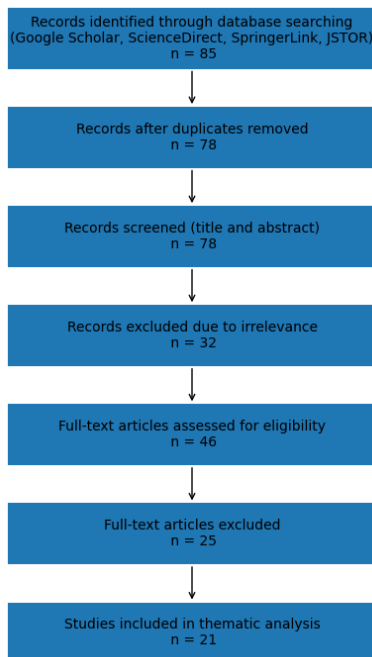 Records identified through database searching
(Google Scholar, ScienceDirect, SpringerLink, JSTOR)
n = 85
Records after duplicates removed
n = 78
Records screened (title and abstract)
n = 78
Records excluded due to irrelevance
n = 32
Full-text articles assessed for eligibility
n = 46
Full-text articles excluded
n = 25
Studies included in thematic analysis
n = 21